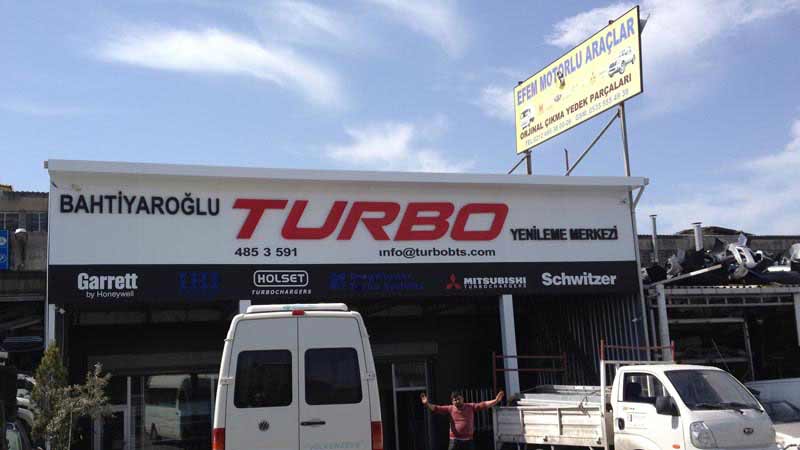 EFEM MOTORLU ARAÇLAR
ORJİNAL ÇIKMA YEDEK PARÇALARI
BAHTİYAROĞLU TURBO YENİLEME MERKEZİ
485 3 591 info@turbobts.com
Garrett
by Honeywell
HOLSET
TURBOCHARGERS
MITSUBISHI
TURBOCHARGERS
Schwitzer